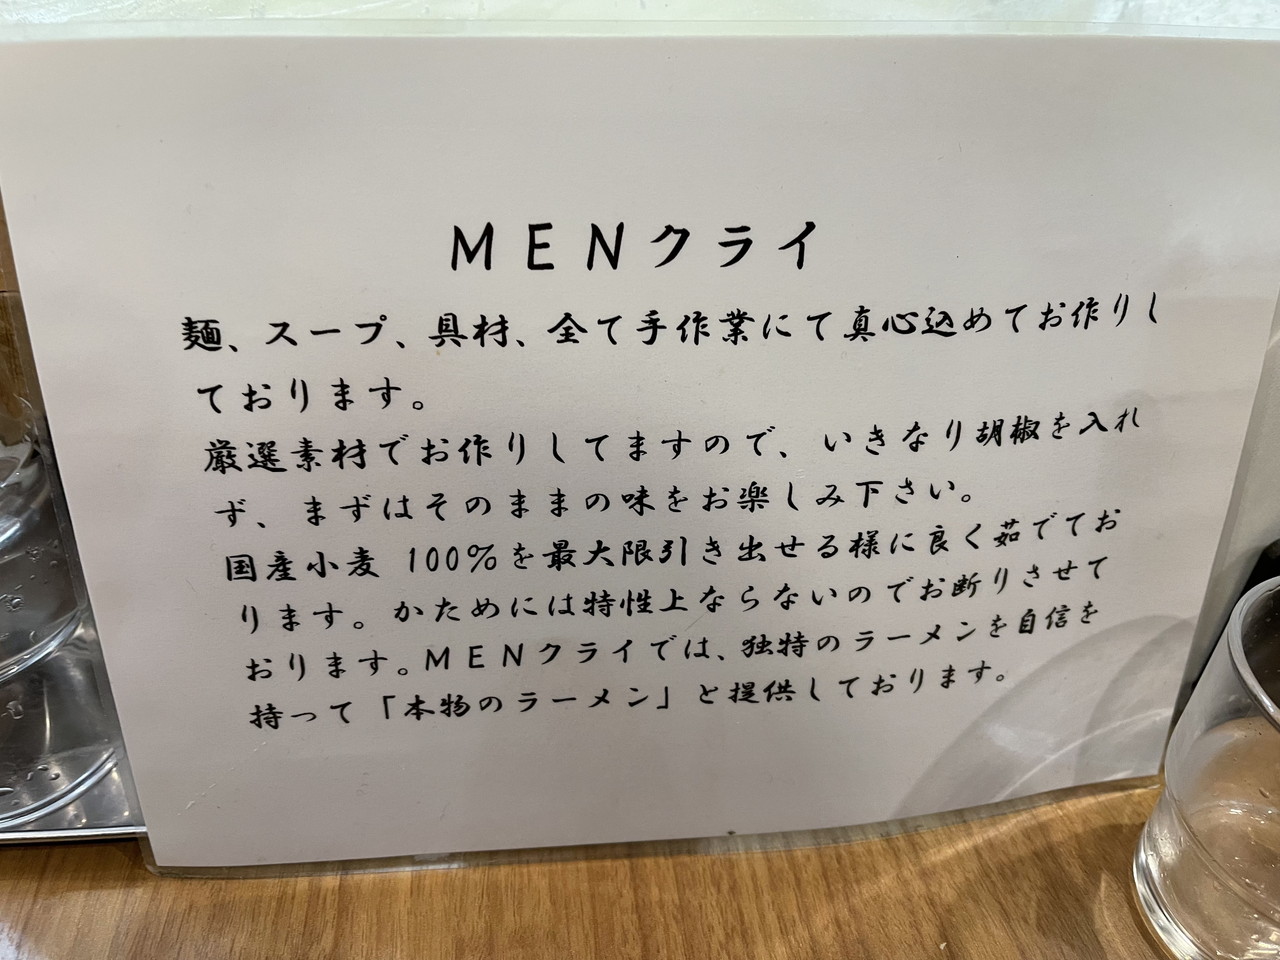 MENクライ
麺、スープ、具材、全て手作業にて真心込めてお作りし
ております。
厳選素材でお作りしてますので、いきなり胡椒を入れ
ず、まずはそのままの味をお楽しみ下さい。
国産小麦 100%を最大限引き出せる様に良く茹でてお
ります。かためには特性上ならないのでお断りさせて
おります。MENクライでは、独特のラーメンを自信を
持って「本物のラーメン」と提供しております。